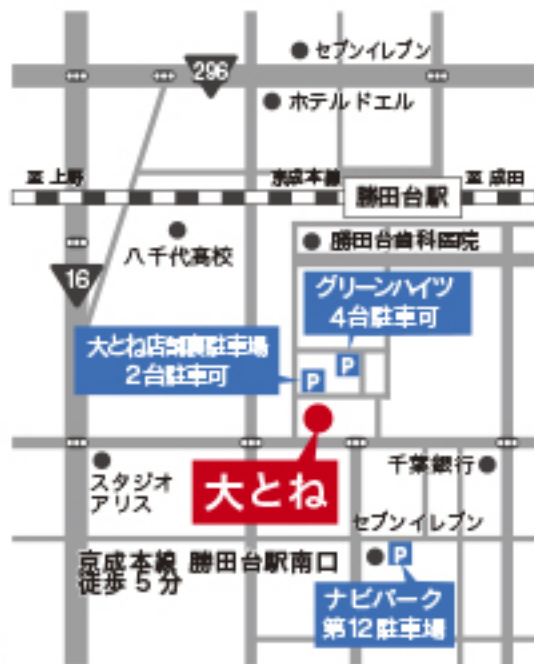 セブンイレブン
296
ホテルドエル
至 上野
京成本線
至 成田
勝田台駅
八千代高校
勝田台歯科医院
16
グリーンハイツ
4台駐車可
大とね店舗裏駐車場
2台駐車可
P
P
大とね
千葉銀行
スタジオ
アリス
セブンイレブン
P
京成本線 勝田台駅南口
徒歩5分
ナビパーク
第12駐車場